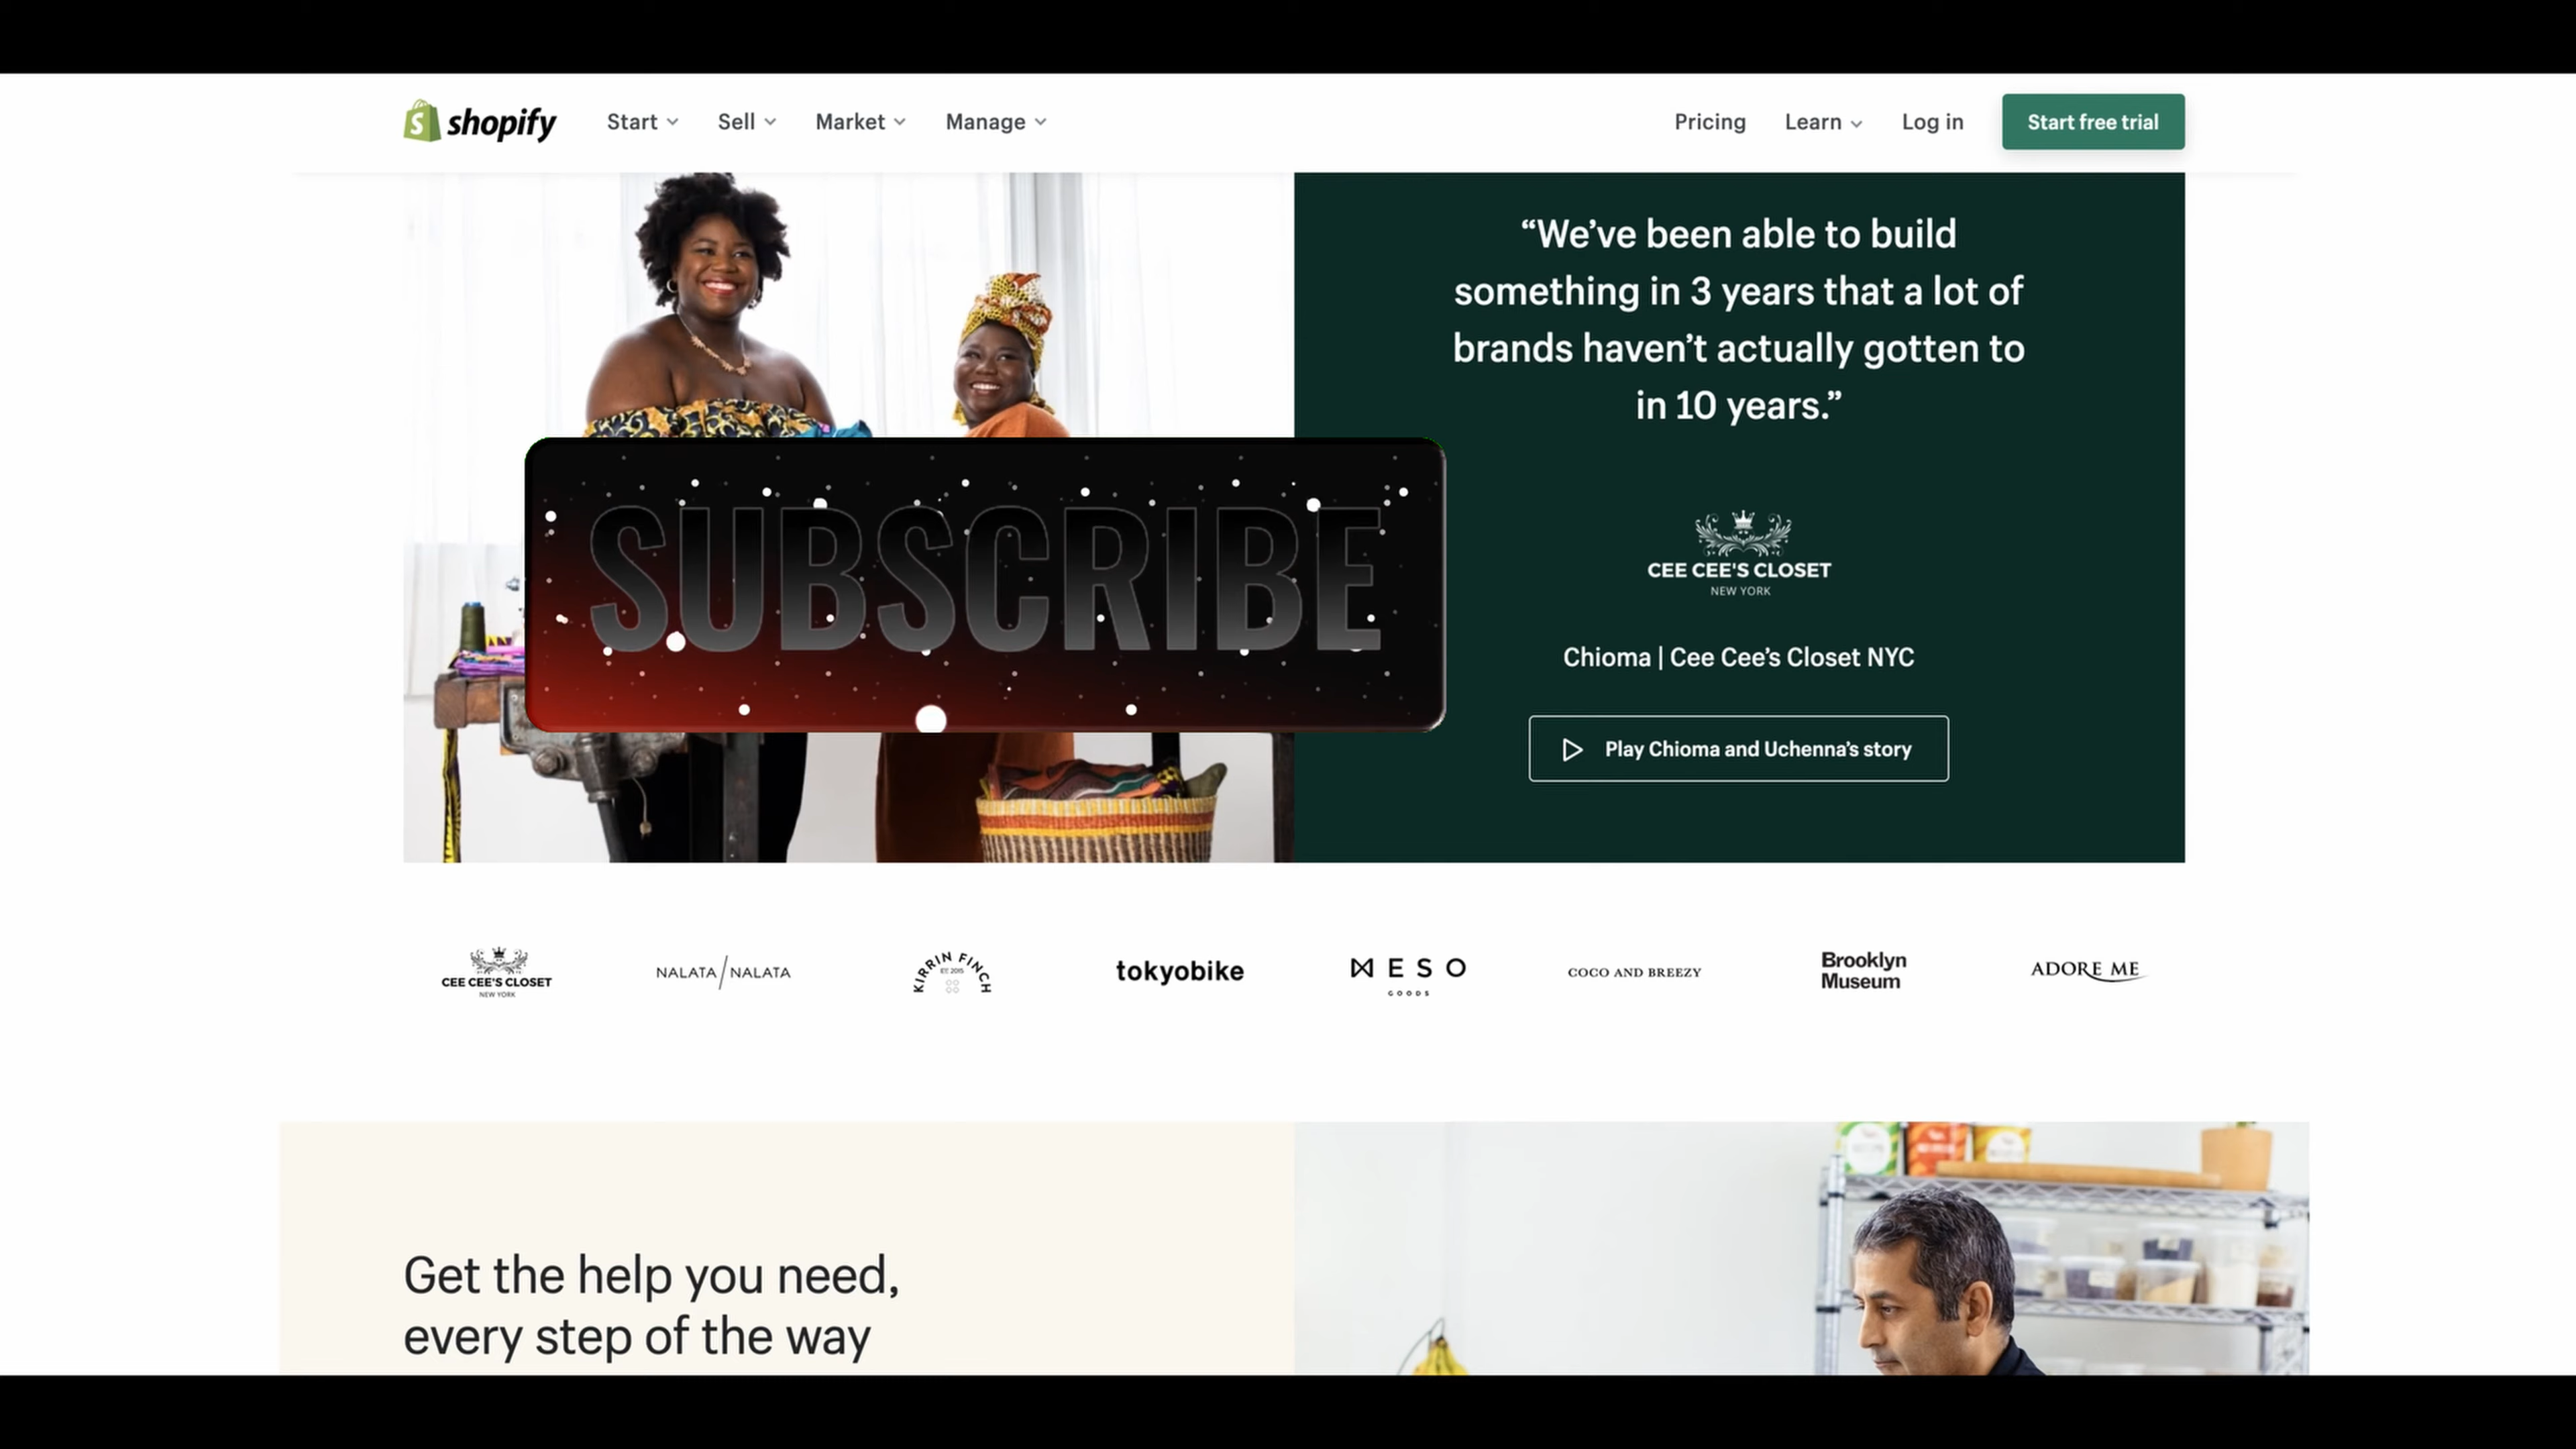 shopify
Start
Sell
Market
Manage
Pricing
Learn
Log in
Start free trial
“We’ve been able to build
something in 3 years that a lot of
brands haven’t actually gotten to
in 10 years.”
SUBSCRIBE
CEE CEE'S CLOSET
NEW YORK
Chioma | Cee Cee’s Closet NYC
Play Chioma and Uchenna’s story
CEE CEE'S CLOSET
NEW YORK
NALATA / NALATA
KIRRIN FINCH
tokyobike
MESO
GOODS
COCO AND BREEZY
Brooklyn
Museum
ADORE ME
Get the help you need,
every step of the way